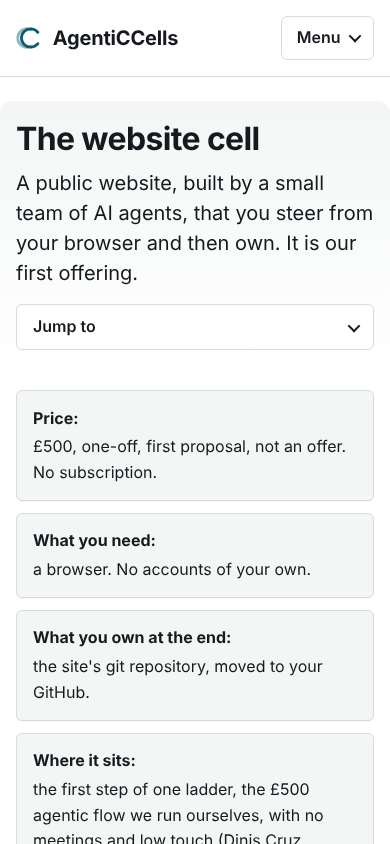 AgentiCCells
Menu
The website cell
A public website, built by a small
team of AI agents, that you steer from
your browser and then own. It is our
first offering.
Jump to
Price:
£500, one-off, first proposal, not an offer.
No subscription.
What you need:
a browser. No accounts of your own.
What you own at the end:
the site's git repository, moved to your
GitHub.
Where it sits:
the first step of one ladder, the £500
agentic flow we run ourselves, with no
meetings and low touch (Dinis Cruz,